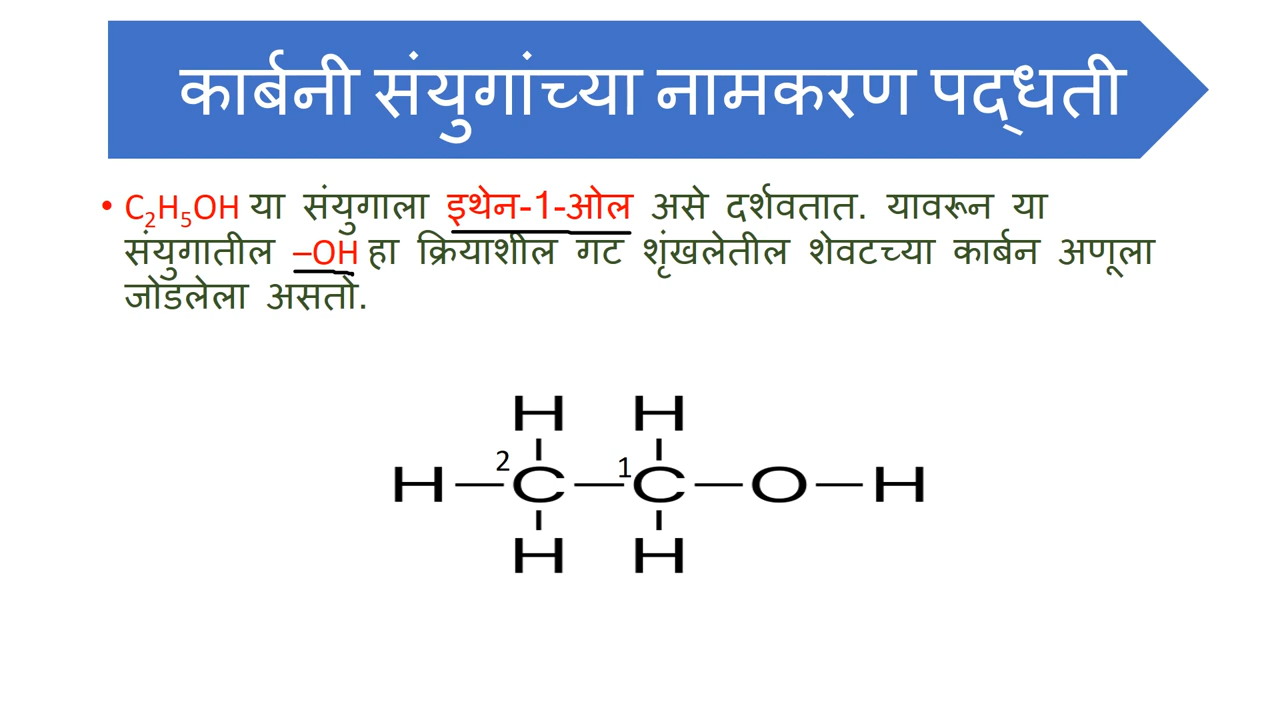 कार्बनी संयुगांच्या नामकरण पद्धती
• C₂H₅OH या संयुगाला इथेन-1-ओल असे दर्शवतात. यावरून या
संयुगातील –OH हा क्रियाशील गट शृंखलेतील शेवटच्या कार्बन अणूला
जोडलेला असतो.
H H
2 1
H C C O H
H H